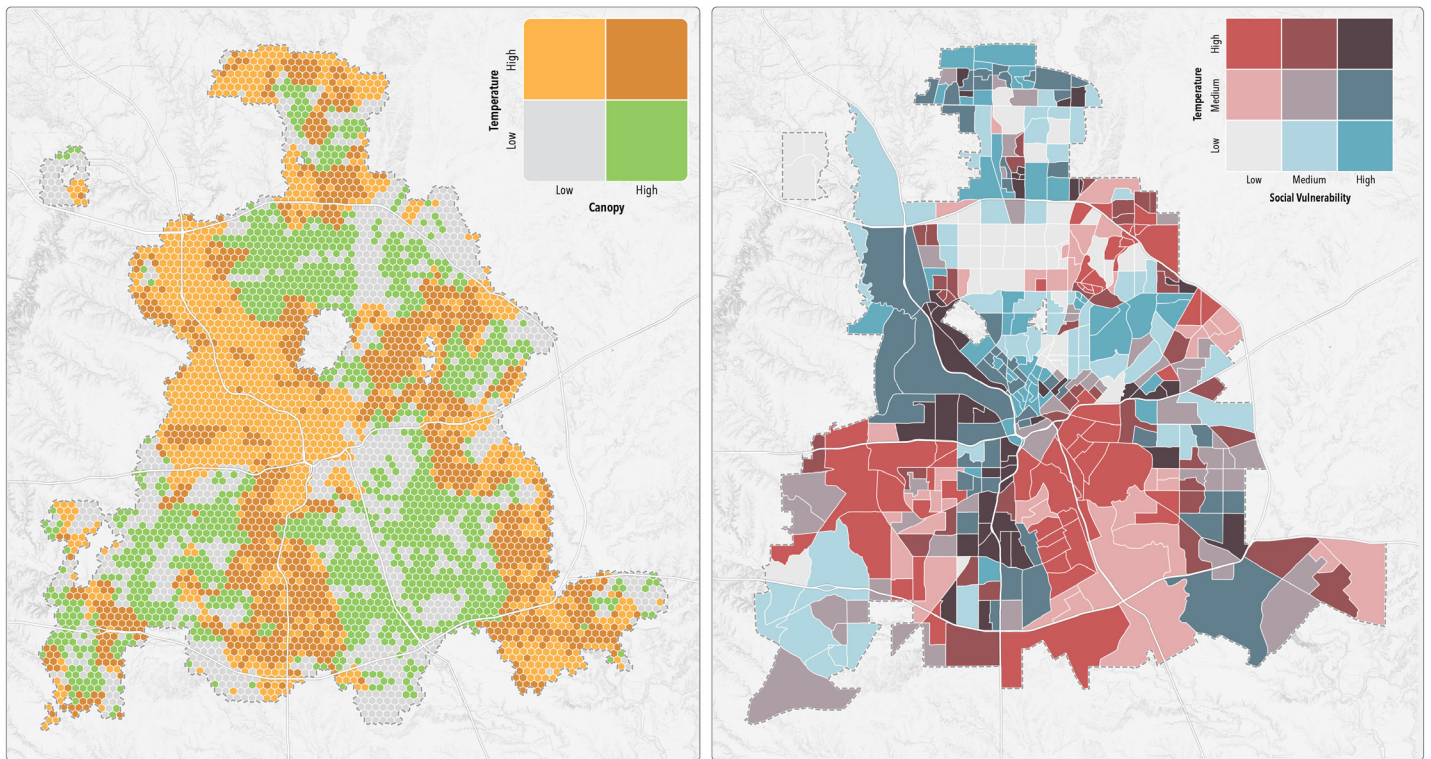 Temperature
High
Low
Low
High
Canopy
Temperature
High
Medium
Low
Low
Medium
High
Social Vulnerability